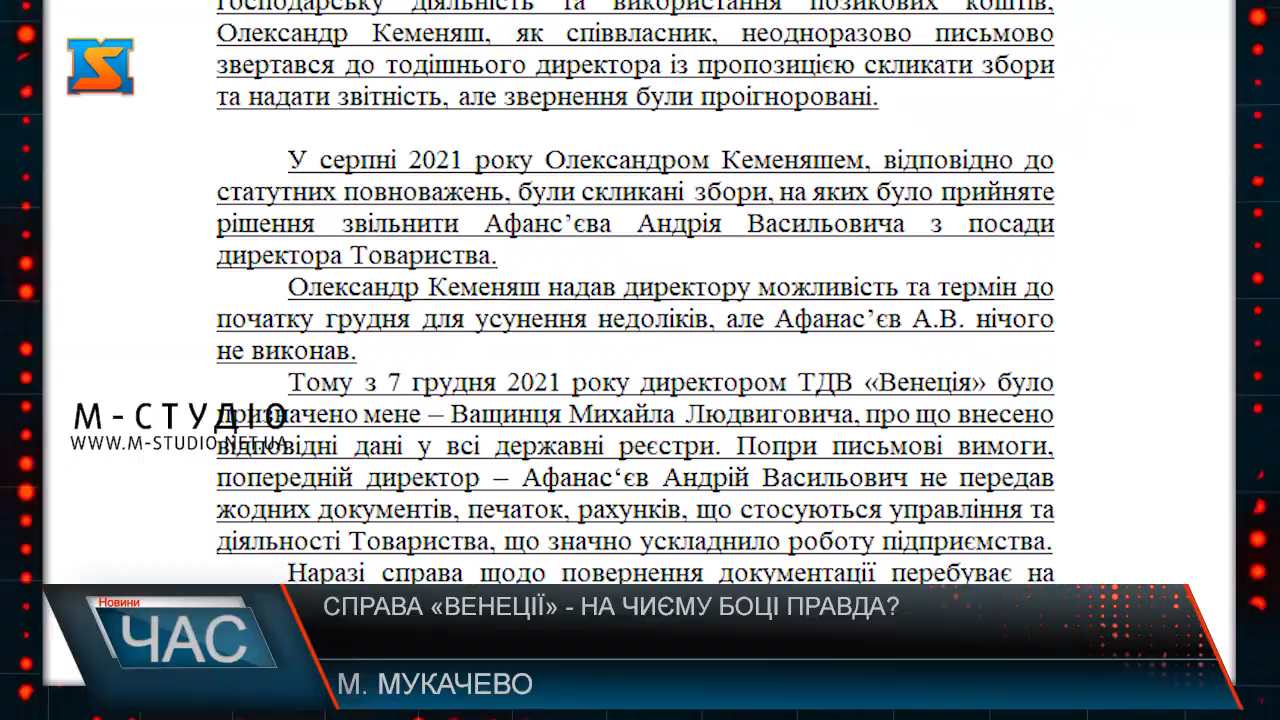 господарську діяльність та використання позикових коштів,
Олександр Кеменяш, як співвласник, неодноразово письмово
звертався до тодішнього директора із пропозицією скликати збори
та надати звітність, але звернення були проігноровані.
У серпні 2021 року Олександром Кеменяшем, відповідно до
статутних повноважень, були скликані збори, на яких було прийняте
рішення звільнити Афанс’єва Андрія Васильовича з посади
директора Товариства.
Олександр Кеменяш надав директору можливість та термін до
початку грудня для усунення недоліків, але Афанас’єв А.В. нічого
не виконав.
Тому з 7 грудня 2021 року директором ТДВ «Венеція» було
призначено мене – Ващинця Михайла Людвиговича, про що внесено
відповідні дані у всі державні реєстри. Попри письмові вимоги,
попередній директор – Афанас‘єв Андрій Васильович не передав
жодних документів, печаток, рахунків, що стосуються управління та
діяльності Товариства, що значно ускладнило роботу підприємства.
Наразі справа щодо повернення документації перебуває на
М-СТУДІО
WWW.M-STUDIO.NET.UA
Новини
ЧАС
СПРАВА «ВЕНЕЦІЇ» - НА ЧИЄМУ БОЦІ ПРАВДА?
М. МУКАЧЕВО